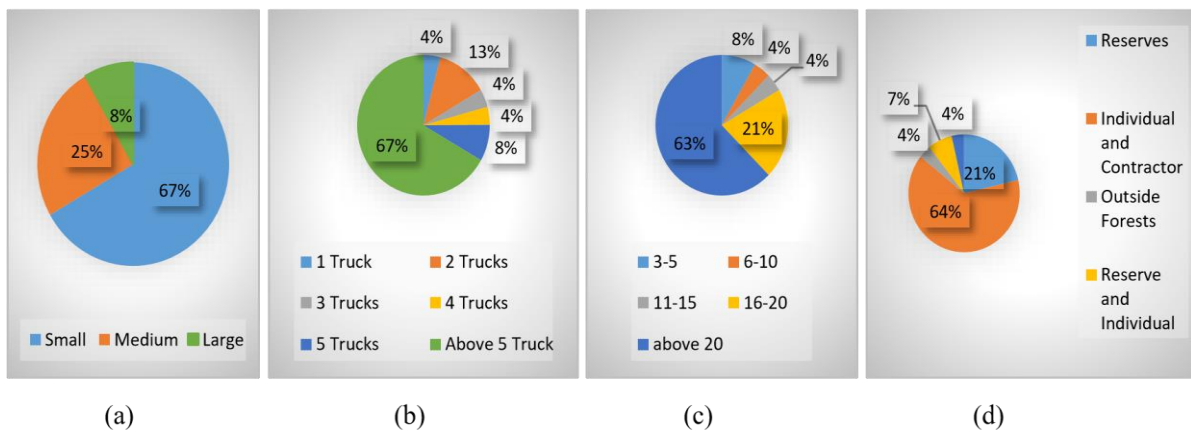 8%
25%
67%
Small Medium Large
4%
13%
4%
4%
8%
67%
1 Truck 2 Trucks
3 Trucks 4 Trucks
5 Trucks Above 5 Truck
8%
4%
4%
21%
63%
3-5 6-10
11-15 16-20
above 20
7%
4%
4%
21%
64%
Reserves
Individual
and
Contractor
Outside
Forests
Reserve
and
Individual
(a) (b) (c) (d)